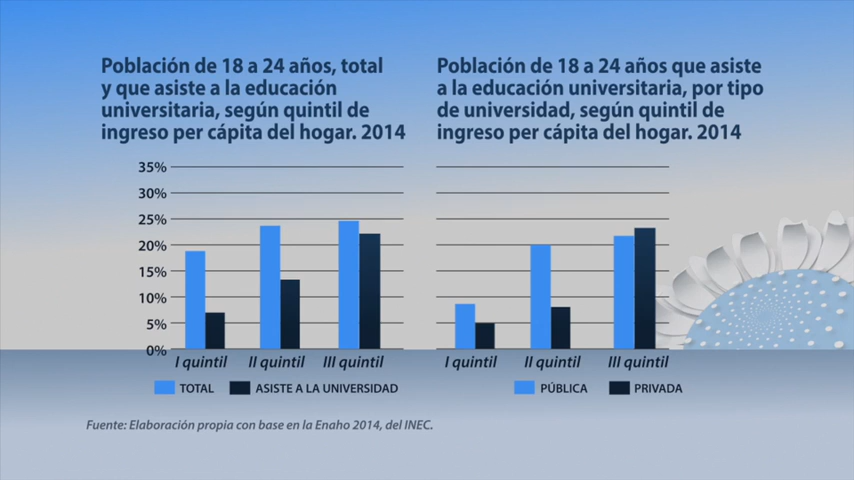 Población de 18 a 24 años, total
y que asiste a la educación
universitaria, según quintil de
ingreso per cápita del hogar. 2014
35%
30%
25%
20%
15%
10%
5%
0%
I quintil
II quintil
III quintil
TOTAL
ASISTE A LA UNIVERSIDAD
Población de 18 a 24 años que asiste
a la educación universitaria, por tipo
de universidad, según quintil de
ingreso per cápita del hogar. 2014
I quintil
II quintil
III quintil
PÚBLICA
PRIVADA
Fuente: Elaboración propia con base en la Enaho 2014, del INEC.